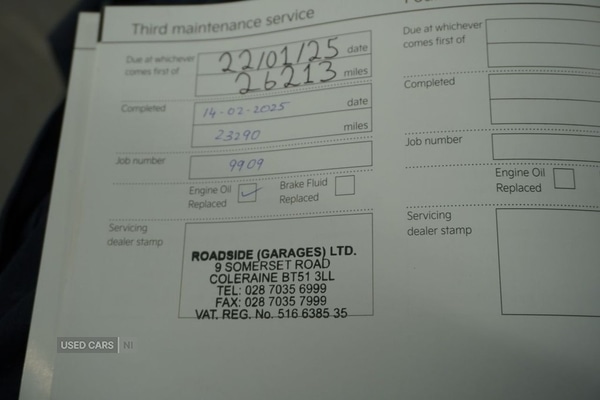 Third maintenance service
Due at whichever comes first of
22/01/25 date
26213 miles
Completed
14-02-2025 date
23290 miles
Job number
9909
Engine Oil Replaced ✓
Brake Fluid Replaced
Servicing dealer stamp
ROADSIDE (GARAGES) LTD.
9 SOMERSET ROAD
COLERAINE BT51 3LL
TEL: 028 7035 6999
FAX: 028 7035 7999
VAT. REG. No. 516 6385 35
Due at whichever
comes first of
Completed
Job number
Engine Oil
Replaced
Servicing
dealer stamp
USED CARS NI